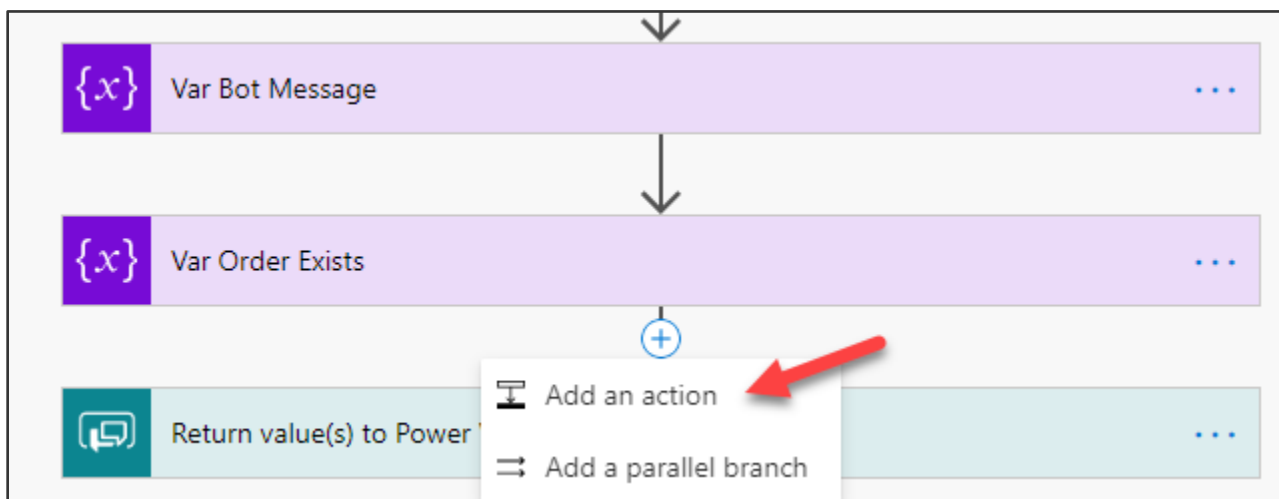 {x} Var Bot Message ...
{x} Var Order Exists ...
Add an action
Return value(s) to Power ...
Add a parallel branch